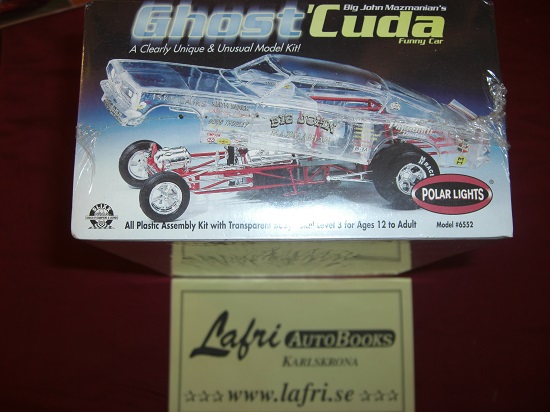 Big John Mazmanian's
Ghost 'Cuda
Funny Car
A Clearly Unique & Unusual Model Kit!
BIG JOHN
POLAR LIGHTS
All Plastic Assembly Kit with Transparent Level 3 for Ages 12 to Adult
Model #6552
Lafri AUTOBOOKS
KARLSKRONA
www.lafri.se